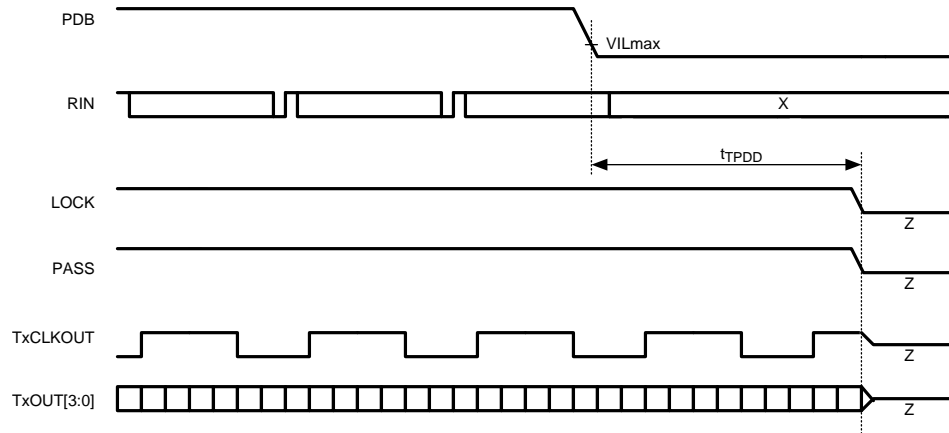 PDB
VILmax
RIN
X
tTPDD
LOCK
Z
PASS
Z
TxCLKOUT
Z
TxOUT[3:0]
Z